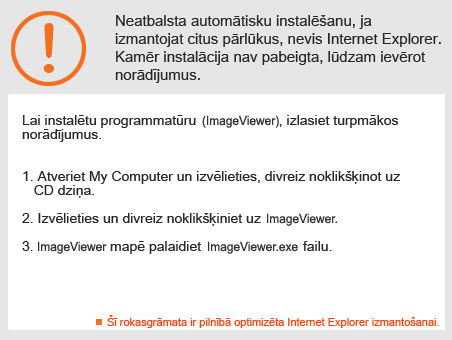 Neatbalsta automātisku instalēšanu, ja
izmantojat citus pārlūkus, nevis Internet Explorer.
Kamēr instalācija nav pabeigta, lūdzam ievērot
norādījumus.
Lai instalētu programmatūru (ImageViewer), izlasiet turpmākos
norādījumus.
1. Atveriet My Computer un izvēlieties, divreiz noklikšķinot uz
CD dziņa.
2. Izvēlieties un divreiz noklikšķiniet uz ImageViewer.
3. ImageViewer mapē palaidiet ImageViewer.exe failu.
Šī rokasgrāmata ir pilnībā optimizēta Internet Explorer izmantošanai.